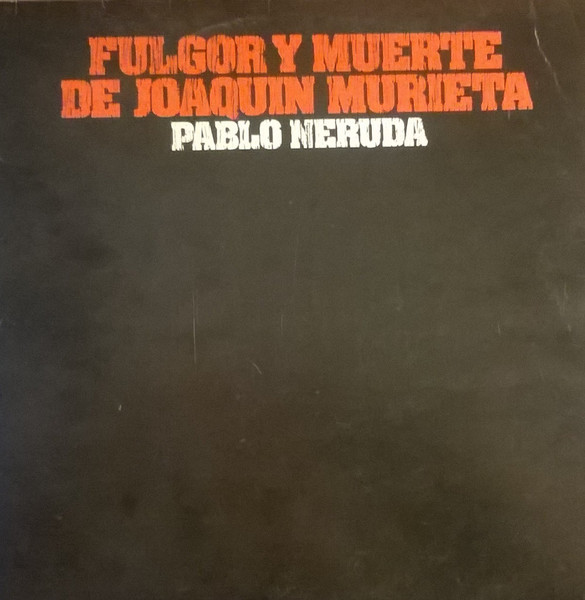 FULGOR Y MUERTE
DE JOAQUIN MURIETA
PABLO NERUDA